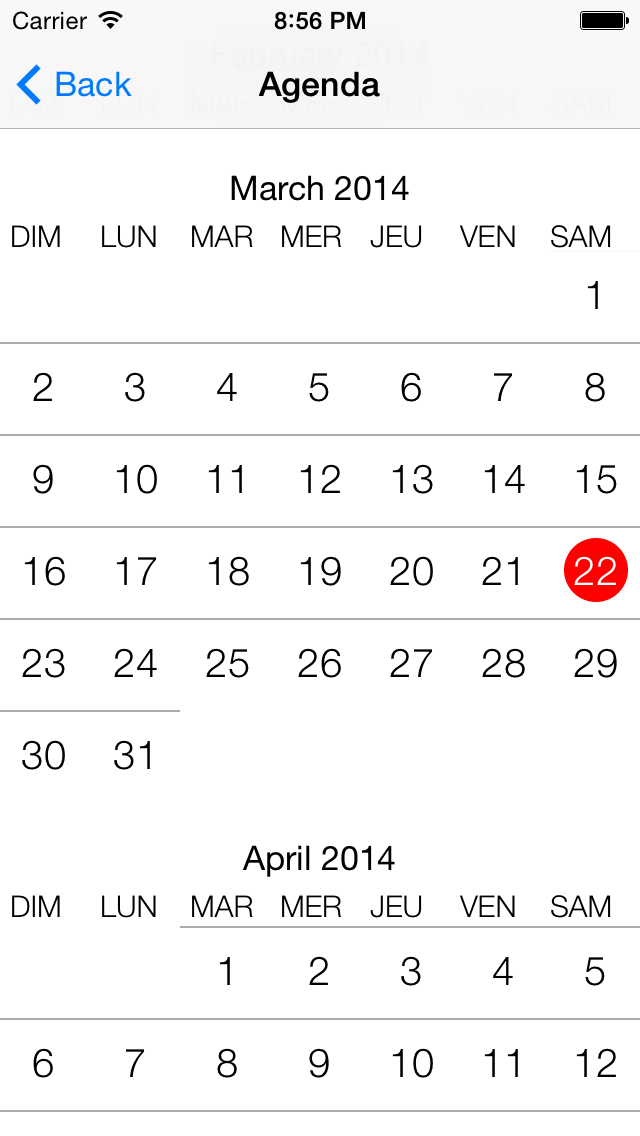 Carrier 8:56 PM
February 2014
Back Agenda
DIM LUN MAR MER JEU VEN SAM
March 2014
DIM LUN MAR MER JEU VEN SAM
1
2 3 4 5 6 7 8
9 10 11 12 13 14 15
16 17 18 19 20 21 22
23 24 25 26 27 28 29
30 31
April 2014
DIM LUN MAR MER JEU VEN SAM
1 2 3 4 5
6 7 8 9 10 11 12